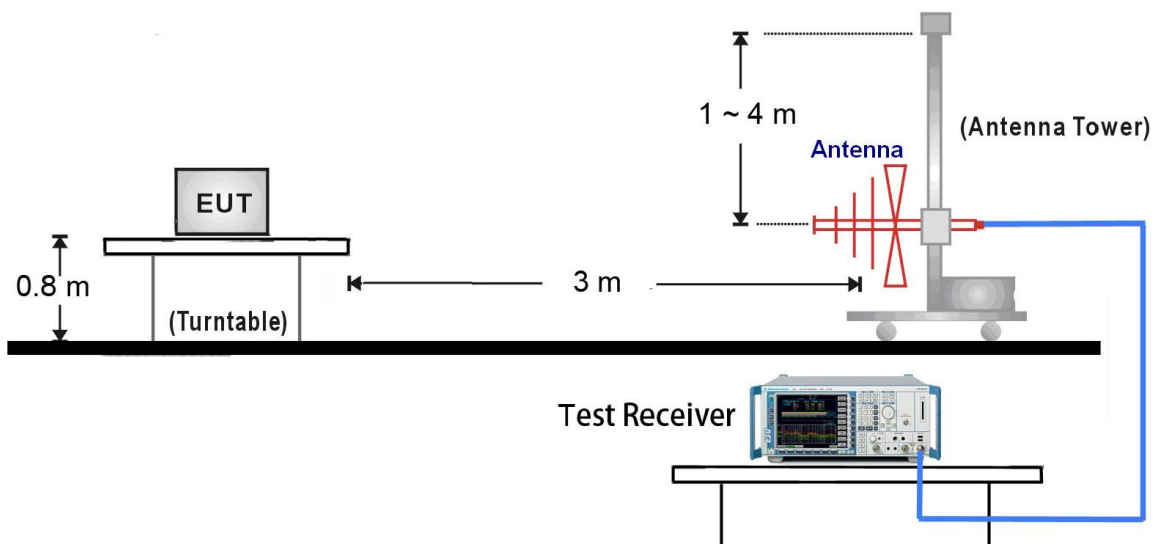 1 ~ 4 m
(Antenna Tower)
Antenna
EUT
0.8 m
3 m
(Turntable)
Test Receiver